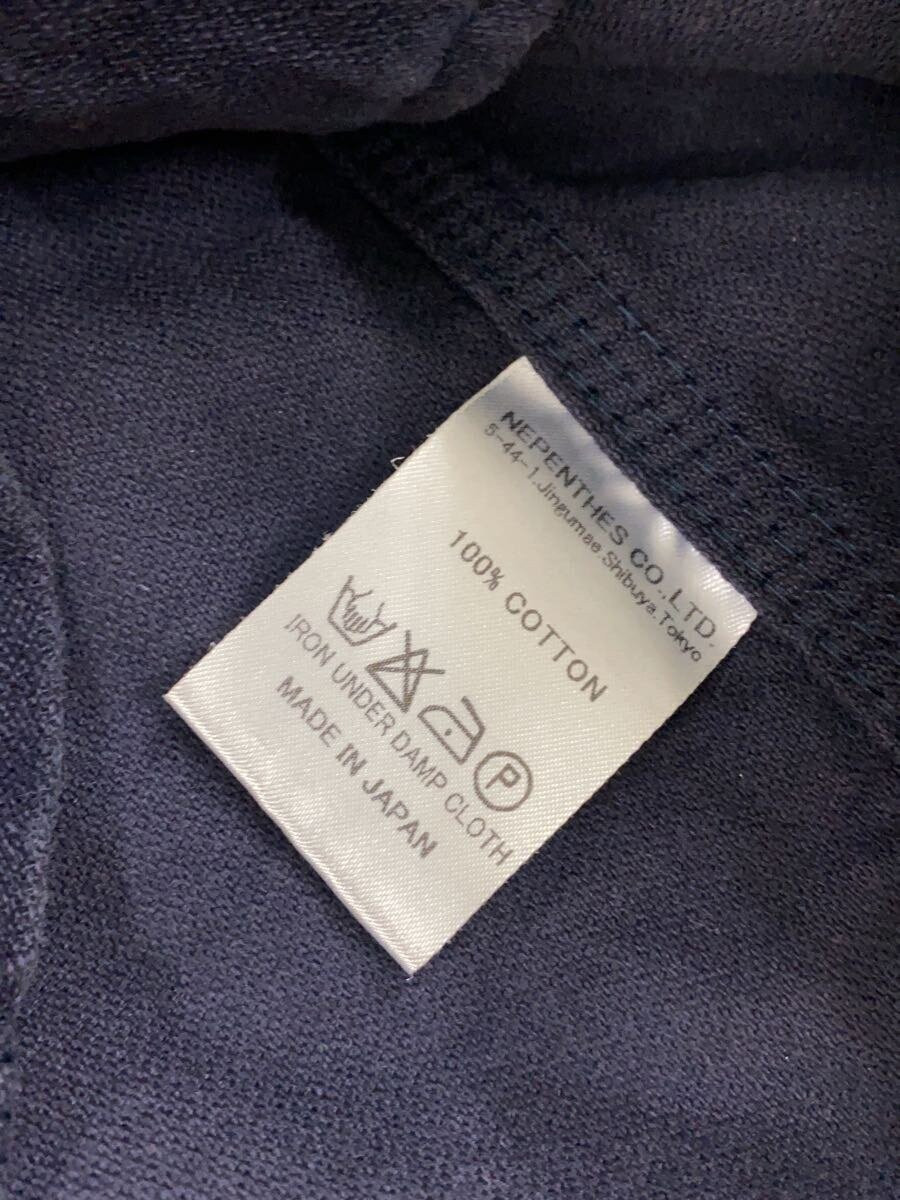 NEPENTHES CO.,LTD.
5-44-1.Jingumae.Shibuya.Tokyo
100% COTTON
P
IRON UNDER DAMP CLOTH
MADE IN JAPAN